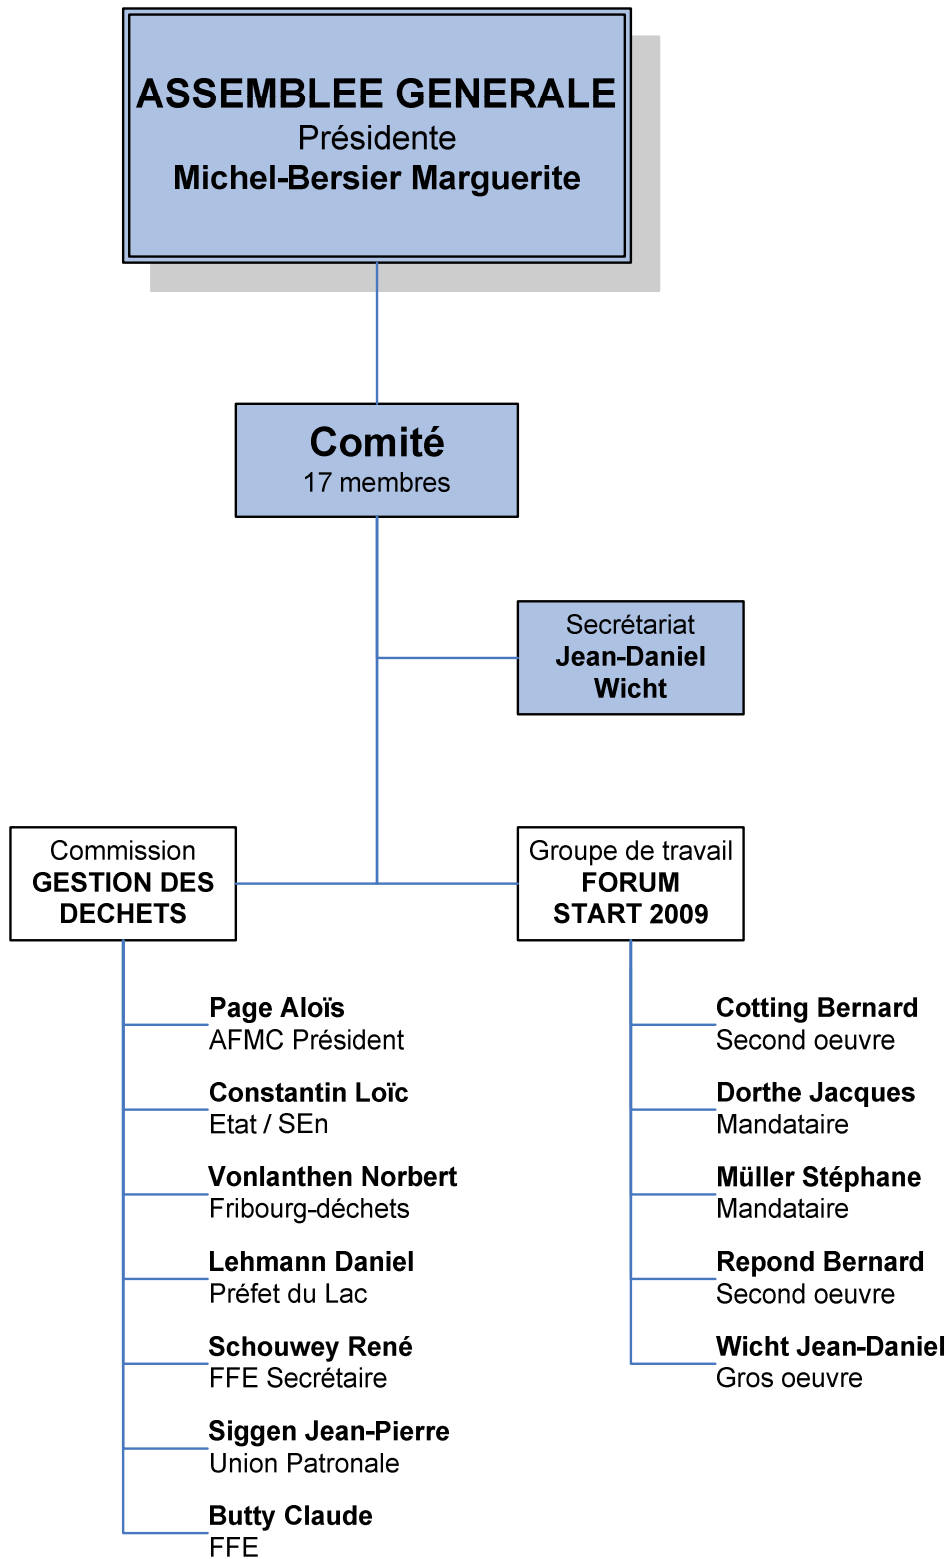 ASSEMBLEE GENERALE
Présidente
Michel-Bersier Marguerite
Comité
17 membres
Secrétariat
Jean-Daniel
Wicht
Commission
GESTION DES
DECHETS
Page Aloïs
AFMC Président
Constantin Loïc
Etat / SEn
Vonlanthen Norbert
Fribourg-déchets
Lehmann Daniel
Préfet du Lac
Schouwey René
FFE Secrétaire
Siggen Jean-Pierre
Union Patronale
Butty Claude
FFE
Groupe de travail
FORUM
START 2009
Cotting Bernard
Second oeuvre
Dorthe Jacques
Mandataire
Müller Stéphane
Mandataire
Repond Bernard
Second oeuvre
Wicht Jean-Daniel
Gros oeuvre